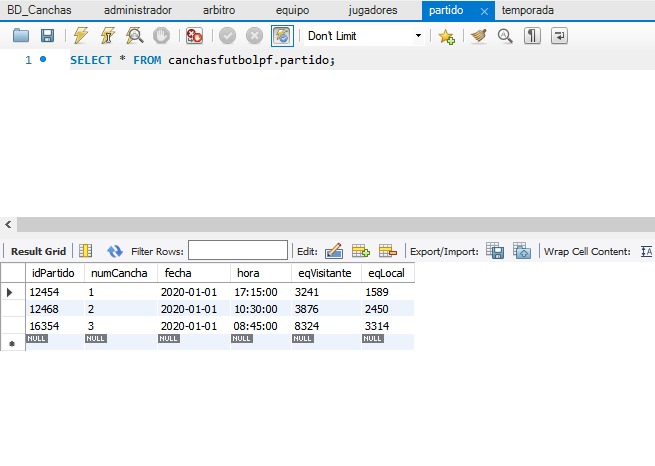 BD_Canchas administrador arbitro equipo jugadores partido temporada
Don't Limit
1 SELECT * FROM canchasfutbolpf.partido;
Result Grid Filter Rows: Edit: Export/Import: Wrap Cell Content:
idPartido numCancha fecha hora eqVisitante eqLocal
12454 1 2020-01-01 17:15:00 3241 1589
12468 2 2020-01-01 10:30:00 3876 2450
16354 3 2020-01-01 08:45:00 8324 3314
NULL NULL NULL NULL NULL NULL